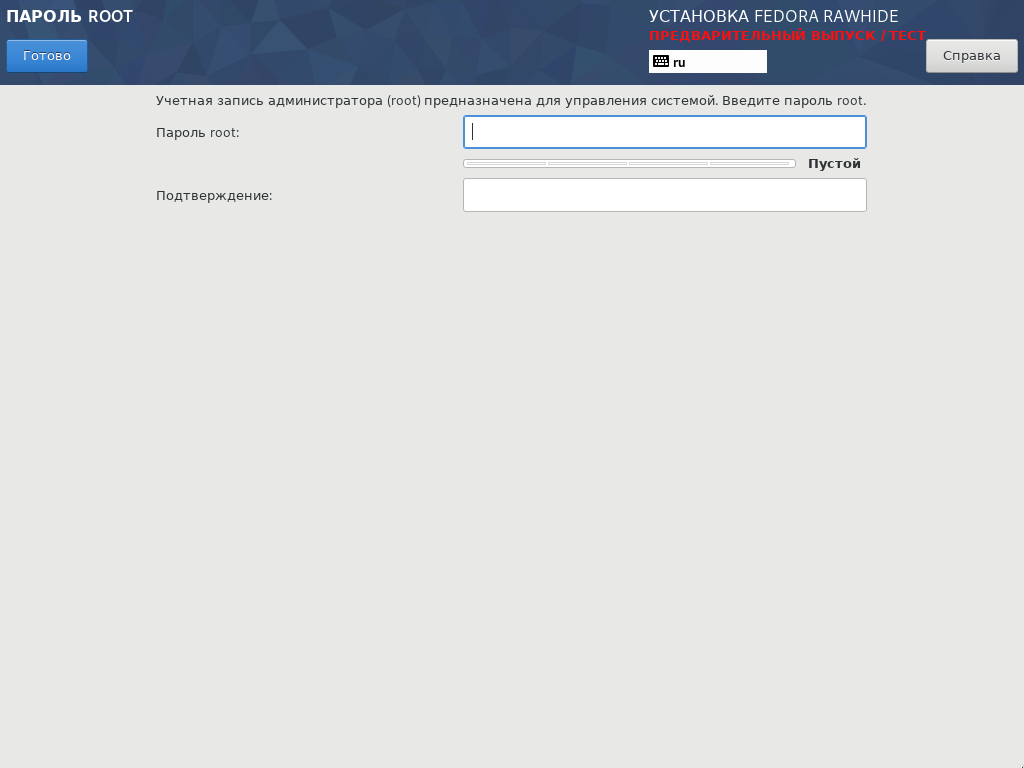 ПАРОЛЬ ROOT
УСТАНОВКА FEDORA RAWHIDE
ПРЕДВАРИТЕЛЬНЫЙ ВЫПУСК / ТЕСТ
Готово
ru
Справка
Учетная запись администратора (root) предназначена для управления системой. Введите пароль root.
Пароль root:
Пустой
Подтверждение: